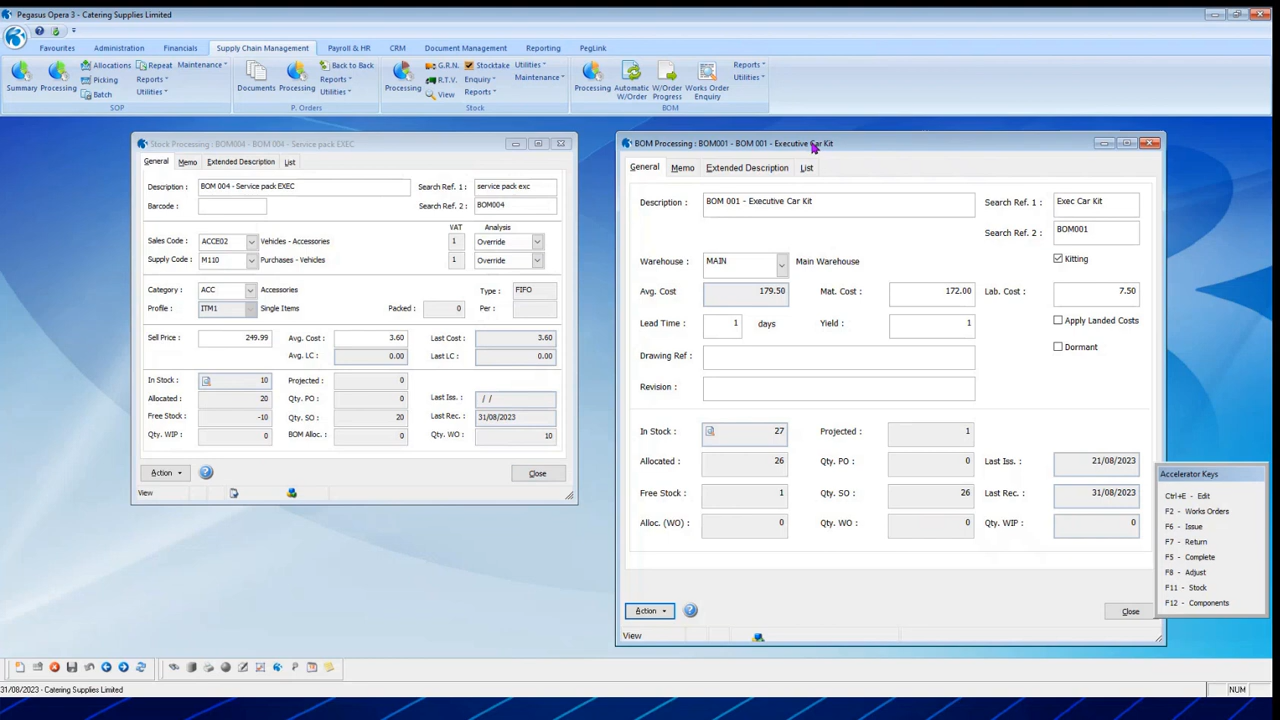 Pegasus Opera 3 - Catering Supplies Limited
Favourites Administration Financials Supply Chain Management Payroll & HR CRM Document Management Reporting PegLink
Summary Processing Allocations Picking Batch Repeat Reports Utilities Maintenance
SOP
Documents Processing Back to Back Reports Utilities
P. Orders
Processing G.R.N. R.T.V. View Stocktake Enquiry Reports Utilities Maintenance
Stock
Processing Automatic W/Order W/Order Progress Works Order Enquiry Reports Utilities
BOM
Stock Processing : BOM004 - BOM 004 - Service pack EXEC
General Memo Extended Description List
Description : BOM 004 - Service pack EXEC Search Ref. 1 : service pack exc
Barcode : Search Ref. 2 : BOM004
VAT Analysis
Sales Code : ACCE02 Vehicles - Accessories 1 Override
Supply Code : M110 Purchases - Vehicles 1 Override
Category : ACC Accessories Type : FIFO
Profile : ITM1 Single Items Packed : 0 Per :
Sell Price : 249.99 Avg. Cost : 3.60 Last Cost : 3.60
Avg. LC : 0.00 Last LC : 0.00
In Stock : 10 Projected : 0
Allocated : 20 Qty. PO : 0 Last Iss. : / /
Free Stock : -10 Qty. SO : 20 Last Rec. : 31/08/2023
Qty. WIP : 0 BOM Alloc. : 0 Qty. WO : 10
Action Close
View
BOM Processing : BOM001 - BOM 001 - Executive Car Kit
General Memo Extended Description List
Description : BOM 001 - Executive Car Kit Search Ref. 1 : Exec Car Kit
Search Ref. 2 : BOM001
Warehouse : MAIN Main Warehouse Kitting
Avg. Cost 179.50 Mat. Cost : 172.00 Lab. Cost : 7.50
Lead Time : 1 days Yield : 1 Apply Landed Costs
Drawing Ref : Dormant
Revision :
In Stock : 27 Projected : 1
Allocated : 26 Qty. PO : 0 Last Iss. : 21/08/2023
Free Stock : 1 Qty. SO : 26 Last Rec. : 31/08/2023
Alloc. (WO) : 0 Qty. WO : 0 Qty. WIP : 0
Action Close
View
Accelerator Keys
Ctrl+E - Edit
F2 - Works Orders
F6 - Issue
F7 - Return
F5 - Complete
F8 - Adjust
F11 - Stock
F12 - Components
31/08/2023 - Catering Supplies Limited NUM